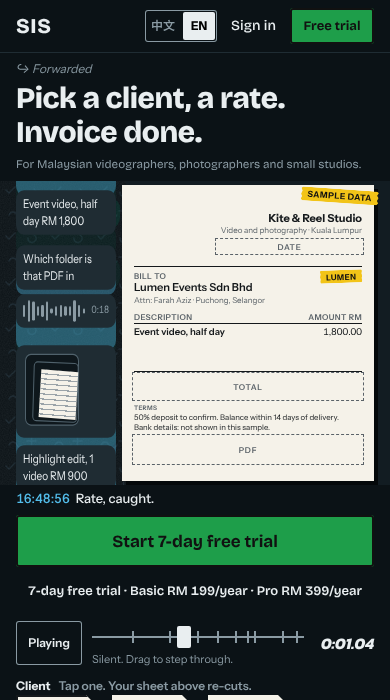 SIS
中文 EN
Sign in
Free trial
↪ Forwarded
Pick a client, a rate.
Invoice done.
For Malaysian videographers, photographers and small studios.
Event video, half
day RM 1,800
Which folder is
that PDF in
0:18
Highlight edit, 1
video RM 900
SAMPLE DATA
Kite & Reel Studio
Video and photography · Kuala Lumpur
DATE
BILL TO
LUMEN
Lumen Events Sdn Bhd
Attn: Farah Aziz · Puchong, Selangor
DESCRIPTION AMOUNT RM
Event video, half day 1,800.00
TOTAL
TERMS
50% deposit to confirm. Balance within 14 days of delivery.
Bank details: not shown in this sample.
PDF
16:48:56 Rate, caught.
Start 7-day free trial
7-day free trial · Basic RM 199/year · Pro RM 399/year
Playing
0:01.04
Silent. Drag to step through.
Client Tap one. Your sheet above re-cuts.